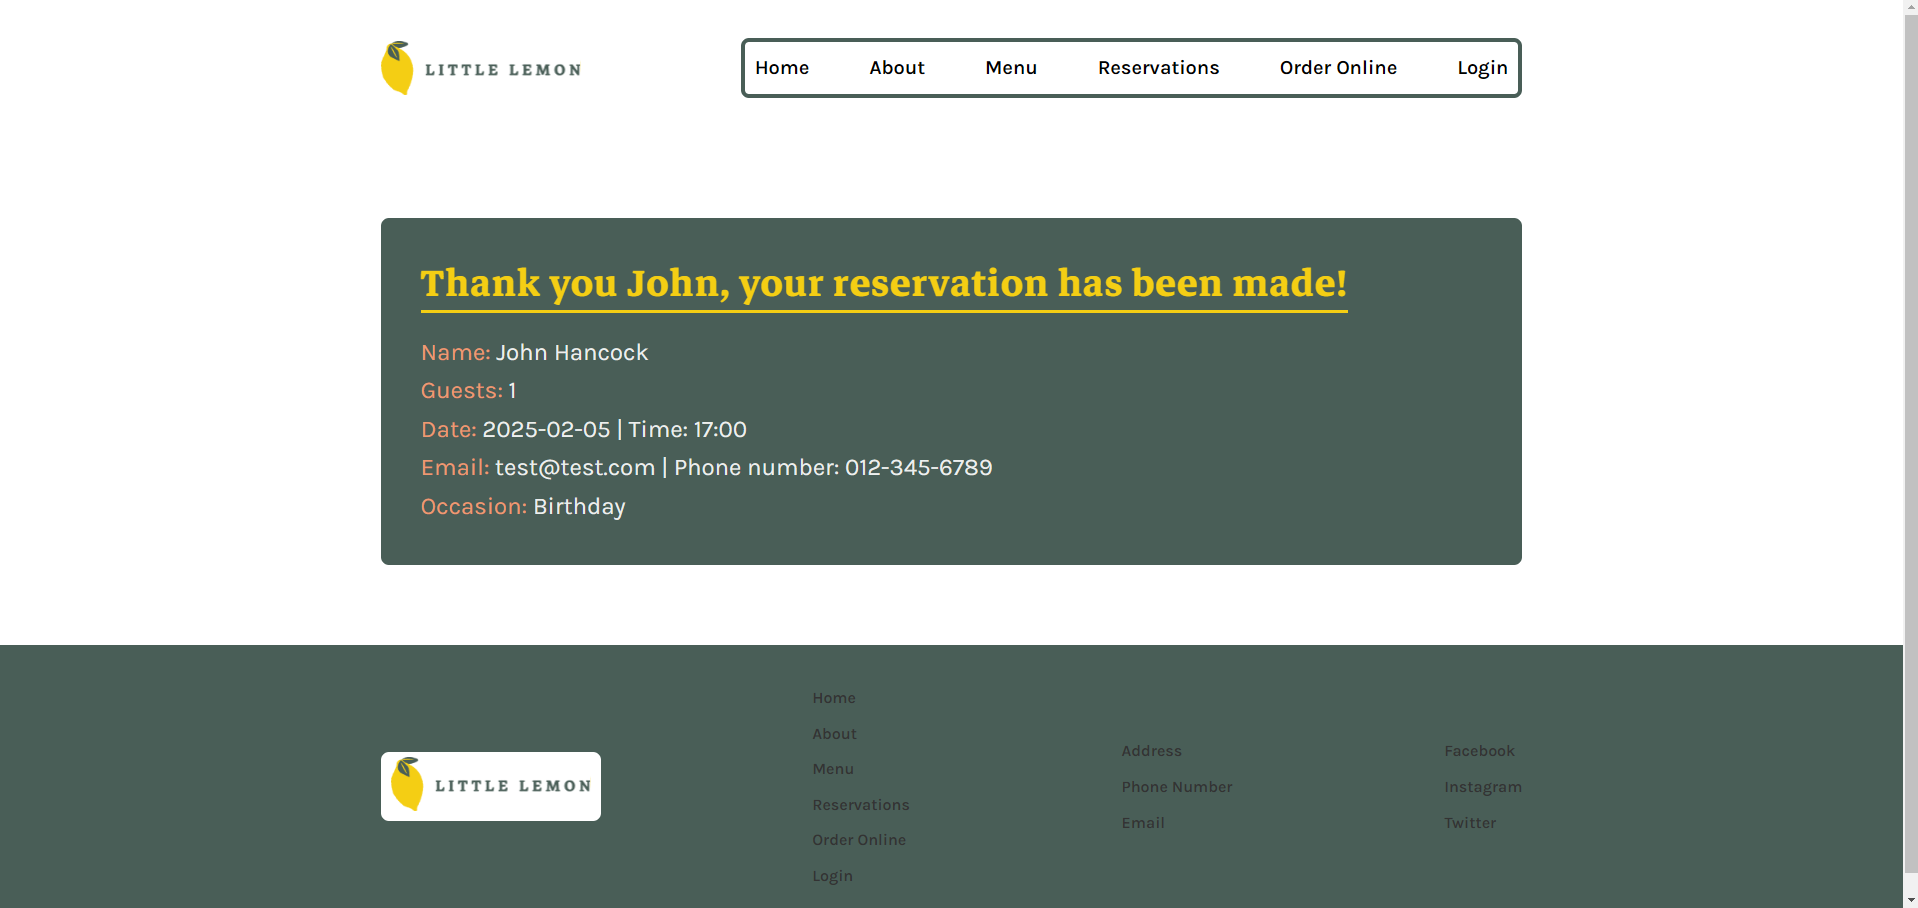 LITTLE LEMON
Home About Menu Reservations Order Online Login
Thank you John, your reservation has been made!
Name: John Hancock
Guests: 1
Date: 2025-02-05 | Time: 17:00
Email: test@test.com | Phone number: 012-345-6789
Occasion: Birthday
LITTLE LEMON
Home
About
Menu
Reservations
Order Online
Login
Address
Phone Number
Email
Facebook
Instagram
Twitter